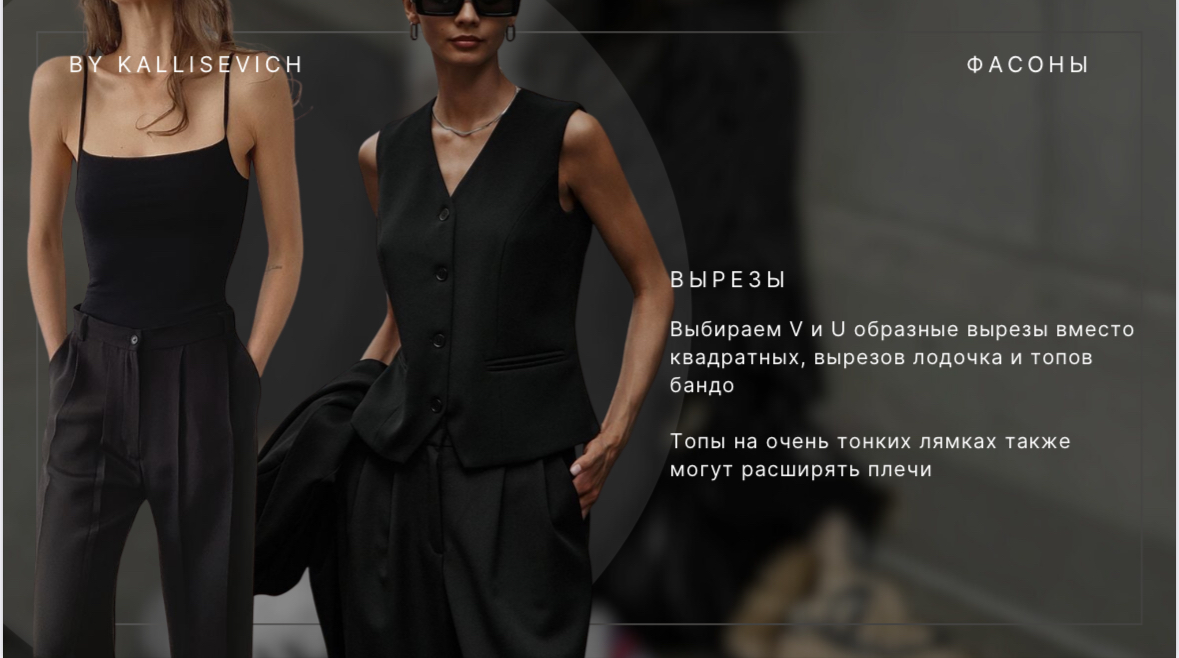 BY KALLISEVICH
ФАСОНЫ
ВЫРЕЗЫ
Выбираем V и U образные вырезы вместо
квадратных, вырезов лодочка и топов
бандо
Топы на очень тонких лямках также
могут расширять плечи